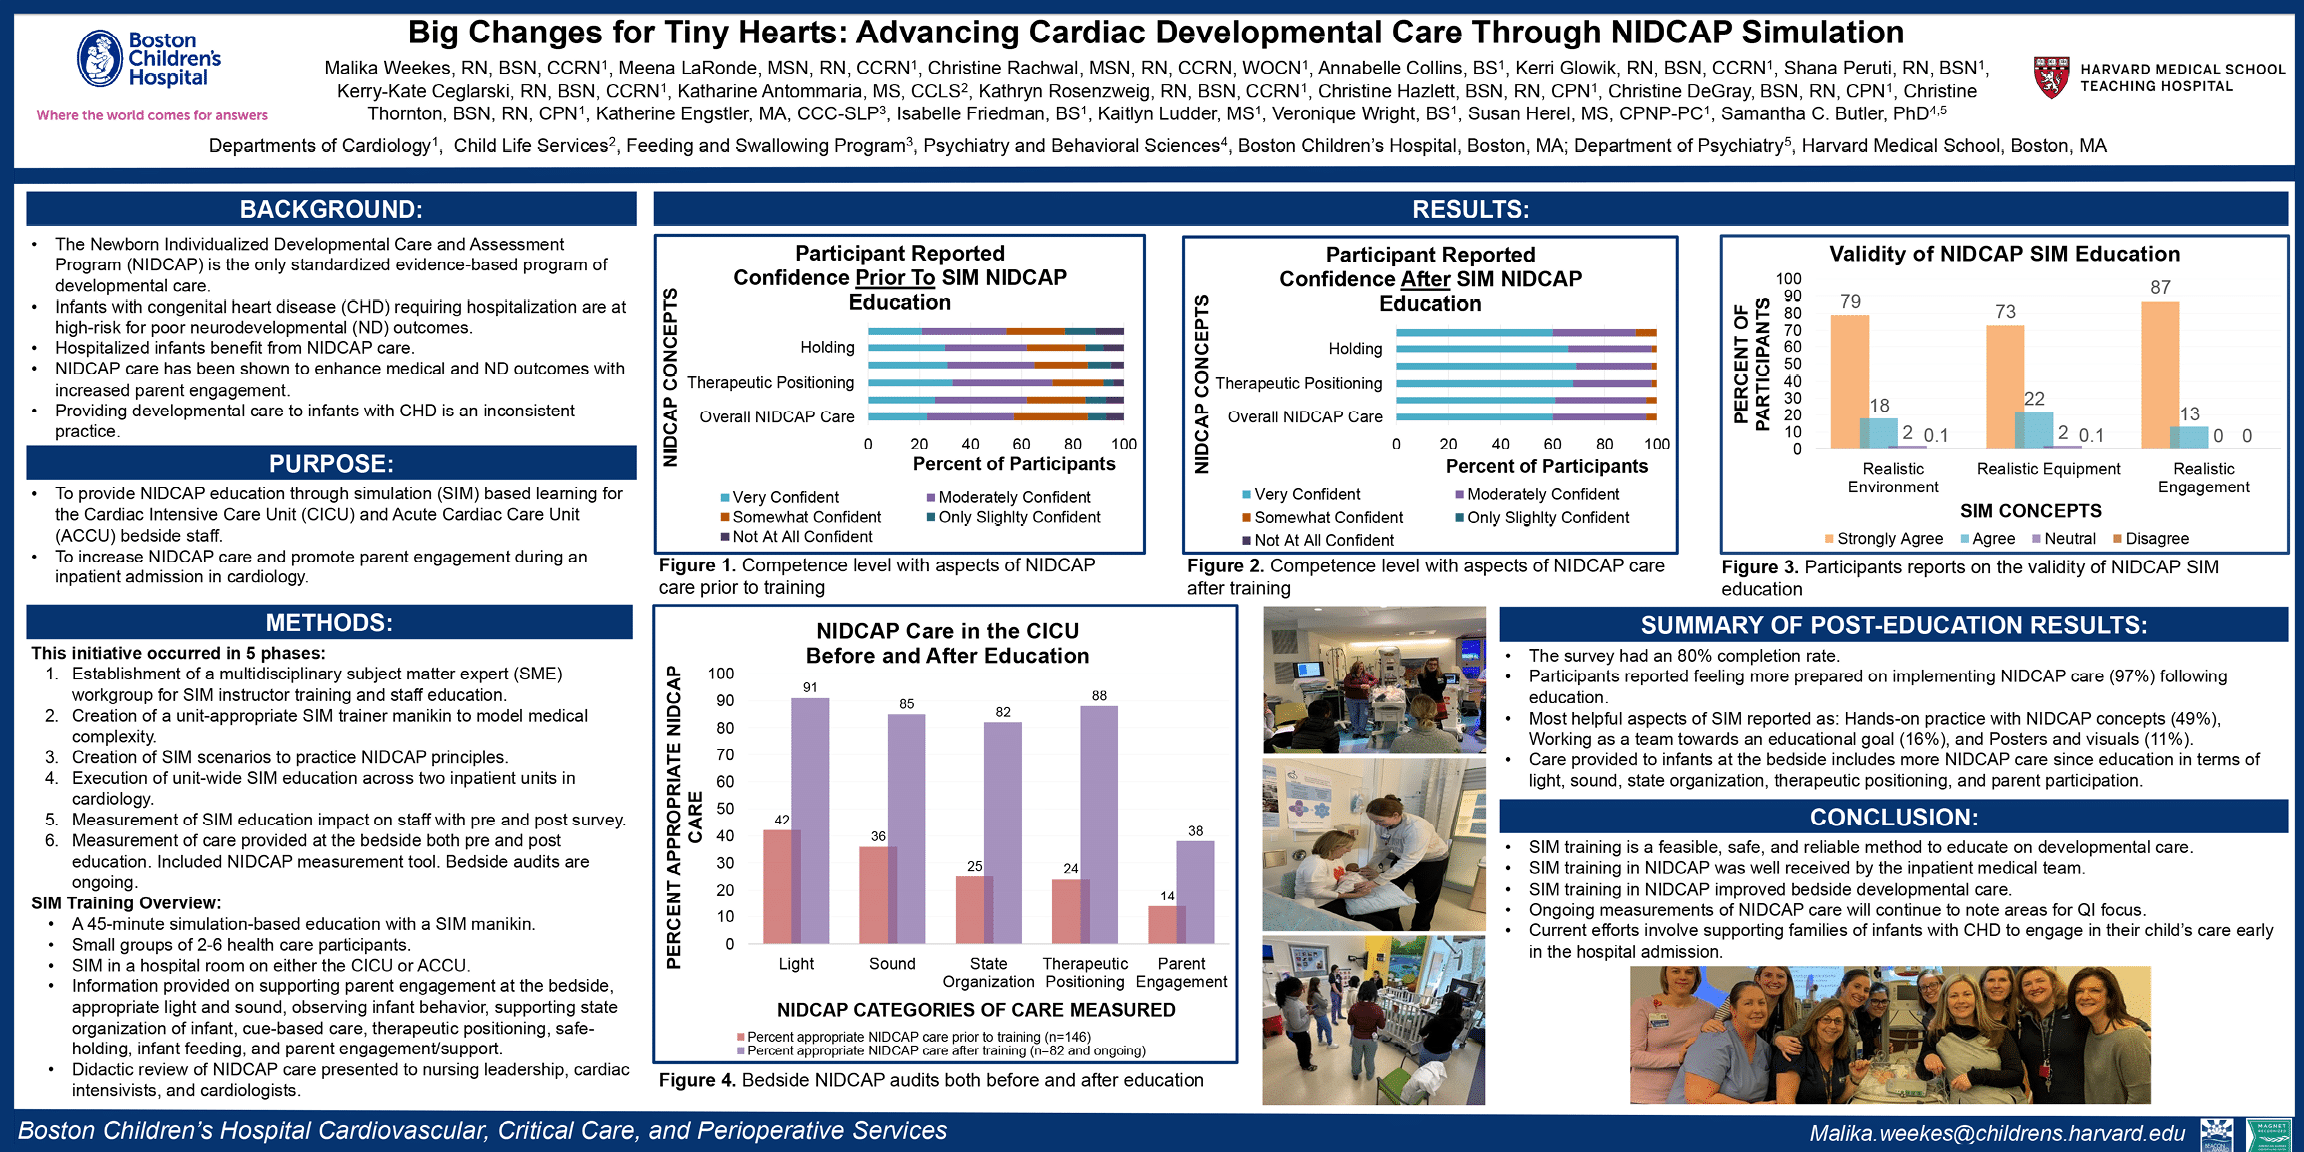 Big Changes for Tiny Hearts: Advancing Cardiac Developmental Care Through NIDCAP Simulation
Boston
Children's
Hospital
Where the world comes for answers
Malika Weekes, RN, BSN, CCRN¹, Meena LaRonde, MSN, RN, CCRN¹, Christine Rachwal, MSN, RN, CCRN, WOCN¹, Annabelle Collins, BS¹, Kerri Glowik, RN, BSN, CCRN¹, Shana Peruti, RN, BSN¹,
Kerry-Kate Ceglarski, RN, BSN, CCRN¹, Katharine Antommaria, MS, CCLS², Kathryn Rosenzweig, RN, BSN, CCRN¹, Christine Hazlett, BSN, RN, CPN¹, Christine DeGray, BSN, RN, CPN¹, Christine
Thornton, BSN, RN, CPN¹, Katherine Engstler, MA, CCC-SLP³, Isabelle Friedman, BS¹, Kaitlyn Ludder, MS¹, Veronique Wright, BS¹, Susan Herel, MS, CPNP-PC¹, Samantha C. Butler, PhD⁴,⁵
Departments of Cardiology¹, Child Life Services², Feeding and Swallowing Program³, Psychiatry and Behavioral Sciences⁴, Boston Children's Hospital, Boston, MA; Department of Psychiatry⁵, Harvard Medical School, Boston, MA
HARVARD MEDICAL SCHOOL
TEACHING HOSPITAL
BACKGROUND:
• The Newborn Individualized Developmental Care and Assessment
Program (NIDCAP) is the only standardized evidence-based program of
developmental care.
• Infants with congenital heart disease (CHD) requiring hospitalization are at
high-risk for poor neurodevelopmental (ND) outcomes.
• Hospitalized infants benefit from NIDCAP care.
• NIDCAP care has been shown to enhance medical and ND outcomes with
increased parent engagement.
• Providing developmental care to infants with CHD is an inconsistent
practice.
PURPOSE:
• To provide NIDCAP education through simulation (SIM) based learning for
the Cardiac Intensive Care Unit (CICU) and Acute Cardiac Care Unit
(ACCU) bedside staff.
• To increase NIDCAP care and promote parent engagement during an
inpatient admission in cardiology.
METHODS:
This initiative occurred in 5 phases:
1. Establishment of a multidisciplinary subject matter expert (SME)
workgroup for SIM instructor training and staff education.
2. Creation of a unit-appropriate SIM trainer manikin to model medical
complexity.
3. Creation of SIM scenarios to practice NIDCAP principles.
4. Execution of unit-wide SIM education across two inpatient units in
cardiology.
5. Measurement of SIM education impact on staff with pre and post survey.
6. Measurement of care provided at the bedside both pre and post
education. Included NIDCAP measurement tool. Bedside audits are
ongoing.
SIM Training Overview:
• A 45-minute simulation-based education with a SIM manikin.
• Small groups of 2-6 health care participants.
• SIM in a hospital room on either the CICU or ACCU.
• Information provided on supporting parent engagement at the bedside,
appropriate light and sound, observing infant behavior, supporting state
organization of infant, cue-based care, therapeutic positioning, safe-
holding, infant feeding, and parent engagement/support.
• Didactic review of NIDCAP care presented to nursing leadership, cardiac
intensivists, and cardiologists.
RESULTS:
Participant Reported
Confidence Prior To SIM NIDCAP
Education
NIDCAP CONCEPTS
Holding
Therapeutic Positioning
Overall NIDCAP Care
0 20 40 60 80 100
Percent of Participants
Very Confident Moderately Confident
Somewhat Confident Only Slighlty Confident
Not At All Confident
Figure 1. Competence level with aspects of NIDCAP
care prior to training
Participant Reported
Confidence After SIM NIDCAP
Education
NIDCAP CONCEPTS
Holding
Therapeutic Positioning
Overall NIDCAP Care
0 20 40 60 80 100
Percent of Participants
Very Confident Moderately Confident
Somewhat Confident Only Slighlty Confident
Not At All Confident
Figure 2. Competence level with aspects of NIDCAP care
after training
Validity of NIDCAP SIM Education
PERCENT OF
PARTICIPANTS
100
90
80
70
60
50
40
30
20
10
0
79 18 2 0.1
73 22 2 0.1
87 13 0 0
Realistic Environment
Realistic Equipment
Realistic Engagement
SIM CONCEPTS
Strongly Agree Agree Neutral Disagree
Figure 3. Participants reports on the validity of NIDCAP SIM
education
NIDCAP Care in the CICU
Before and After Education
PERCENT APPROPRIATE NIDCAP
CARE
100
90
80
70
60
50
40
30
20
10
0
42 91
36 85
25 82
24 88
14 38
Light
Sound
State Organization
Therapeutic Positioning
Parent Engagement
NIDCAP CATEGORIES OF CARE MEASURED
Percent appropriate NIDCAP care prior to training (n=146)
Percent appropriate NIDCAP care after training (n=82 and ongoing)
Figure 4. Bedside NIDCAP audits both before and after education
SUMMARY OF POST-EDUCATION RESULTS:
• The survey had an 80% completion rate.
• Participants reported feeling more prepared on implementing NIDCAP care (97%) following
education.
• Most helpful aspects of SIM reported as: Hands-on practice with NIDCAP concepts (49%),
Working as a team towards an educational goal (16%), and Posters and visuals (11%).
• Care provided to infants at the bedside includes more NIDCAP care since education in terms of
light, sound, state organization, therapeutic positioning, and parent participation.
CONCLUSION:
• SIM training is a feasible, safe, and reliable method to educate on developmental care.
• SIM training in NIDCAP was well received by the inpatient medical team.
• SIM training in NIDCAP improved bedside developmental care.
• Ongoing measurements of NIDCAP care will continue to note areas for QI focus.
• Current efforts involve supporting families of infants with CHD to engage in their child's care early
in the hospital admission.
Boston Children's Hospital Cardiovascular, Critical Care, and Perioperative Services
Malika.weekes@childrens.harvard.edu
MAGNET
RECOGNIZED